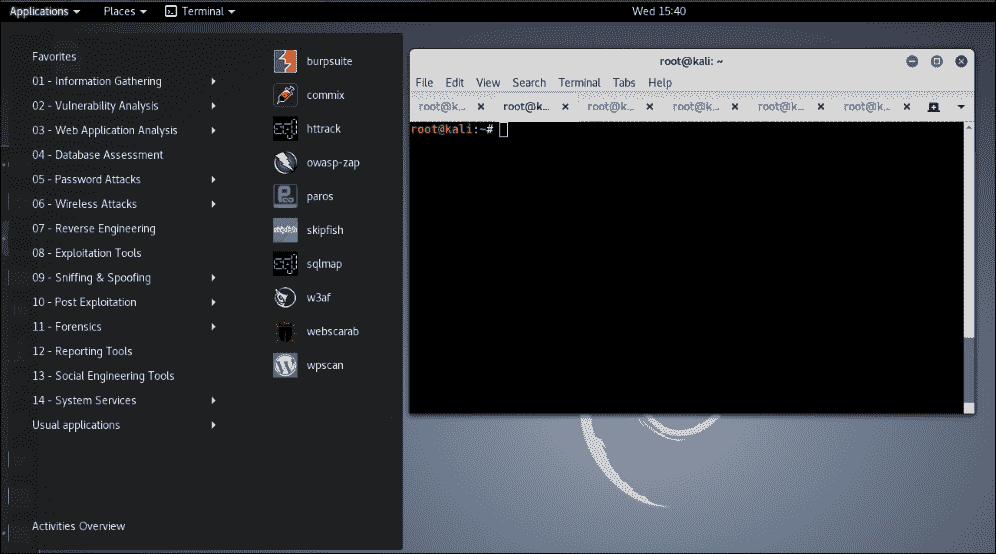 Applications Places Terminal Wed 15:40
Favorites
01 - Information Gathering
02 - Vulnerability Analysis
03 - Web Application Analysis
04 - Database Assessment
05 - Password Attacks
06 - Wireless Attacks
07 - Reverse Engineering
08 - Exploitation Tools
09 - Sniffing & Spoofing
10 - Post Exploitation
11 - Forensics
12 - Reporting Tools
13 - Social Engineering Tools
14 - System Services
Usual applications
Activities Overview
burpsuite
commix
httrack
owasp-zap
paros
skipfish
sqlmap
w3af
webscarab
wpscan
root@kali: ~
File Edit View Search Terminal Tabs Help
root@k... root@k... root@k... root@k... root@k... root@k...
root@kali:~#